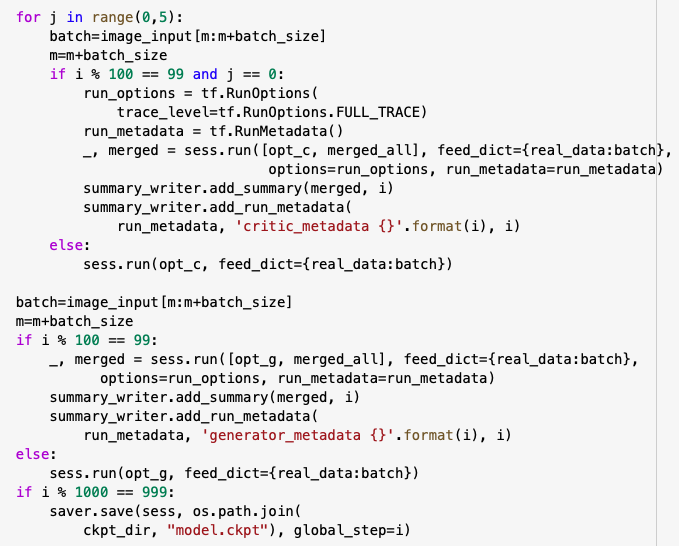 for j in range(0,5):
    batch=image_input[m:m+batch_size]
    m=m+batch_size
    if i % 100 == 99 and j == 0:
        run_options = tf.RunOptions(
            trace_level=tf.RunOptions.FULL_TRACE)
        run_metadata = tf.RunMetadata()
        _, merged = sess.run([opt_c, merged_all], feed_dict={real_data:batch},
                              options=run_options, run_metadata=run_metadata)
        summary_writer.add_summary(merged, i)
        summary_writer.add_run_metadata(
            run_metadata, 'critic_metadata {}'.format(i), i)
    else:
        sess.run(opt_c, feed_dict={real_data:batch})

batch=image_input[m:m+batch_size]
m=m+batch_size
if i % 100 == 99:
    _, merged = sess.run([opt_g, merged_all], feed_dict={real_data:batch},
          options=run_options, run_metadata=run_metadata)
    summary_writer.add_summary(merged, i)
    summary_writer.add_run_metadata(
        run_metadata, 'generator_metadata {}'.format(i), i)
else:
    sess.run(opt_g, feed_dict={real_data:batch})
if i % 1000 == 999:
    saver.save(sess, os.path.join(
        ckpt_dir, "model.ckpt"), global_step=i)